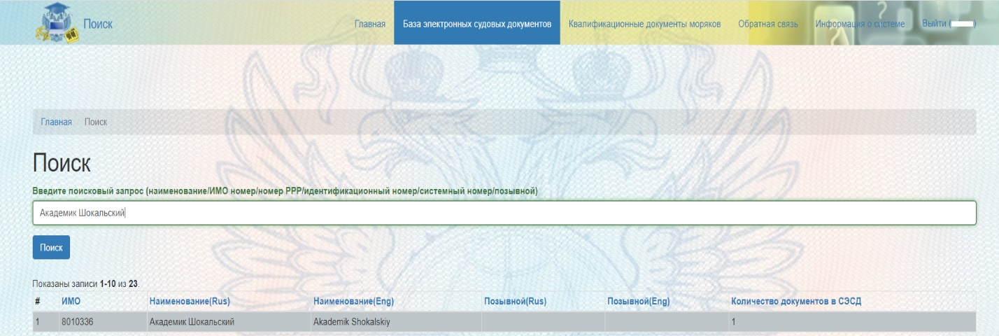 Поиск Главная База электронных судовых документов Квалификационные документы моряков Обратная связь Информация о системе Выйти ( )
Главная / Поиск
Поиск
Введите поисковый запрос (наименование/ИМО номер/номер РРР/идентификационный номер/системный номер/позывной)
Академик Шокальский
Поиск
Показаны записи 1-10 из 23.
# ИМО Наименование(Rus) Наименование(Eng) Позывной(Rus) Позывной(Eng) Количество документов в СЭСД
1 8010336 Академик Шокальский Akademik Shokalskiy 1